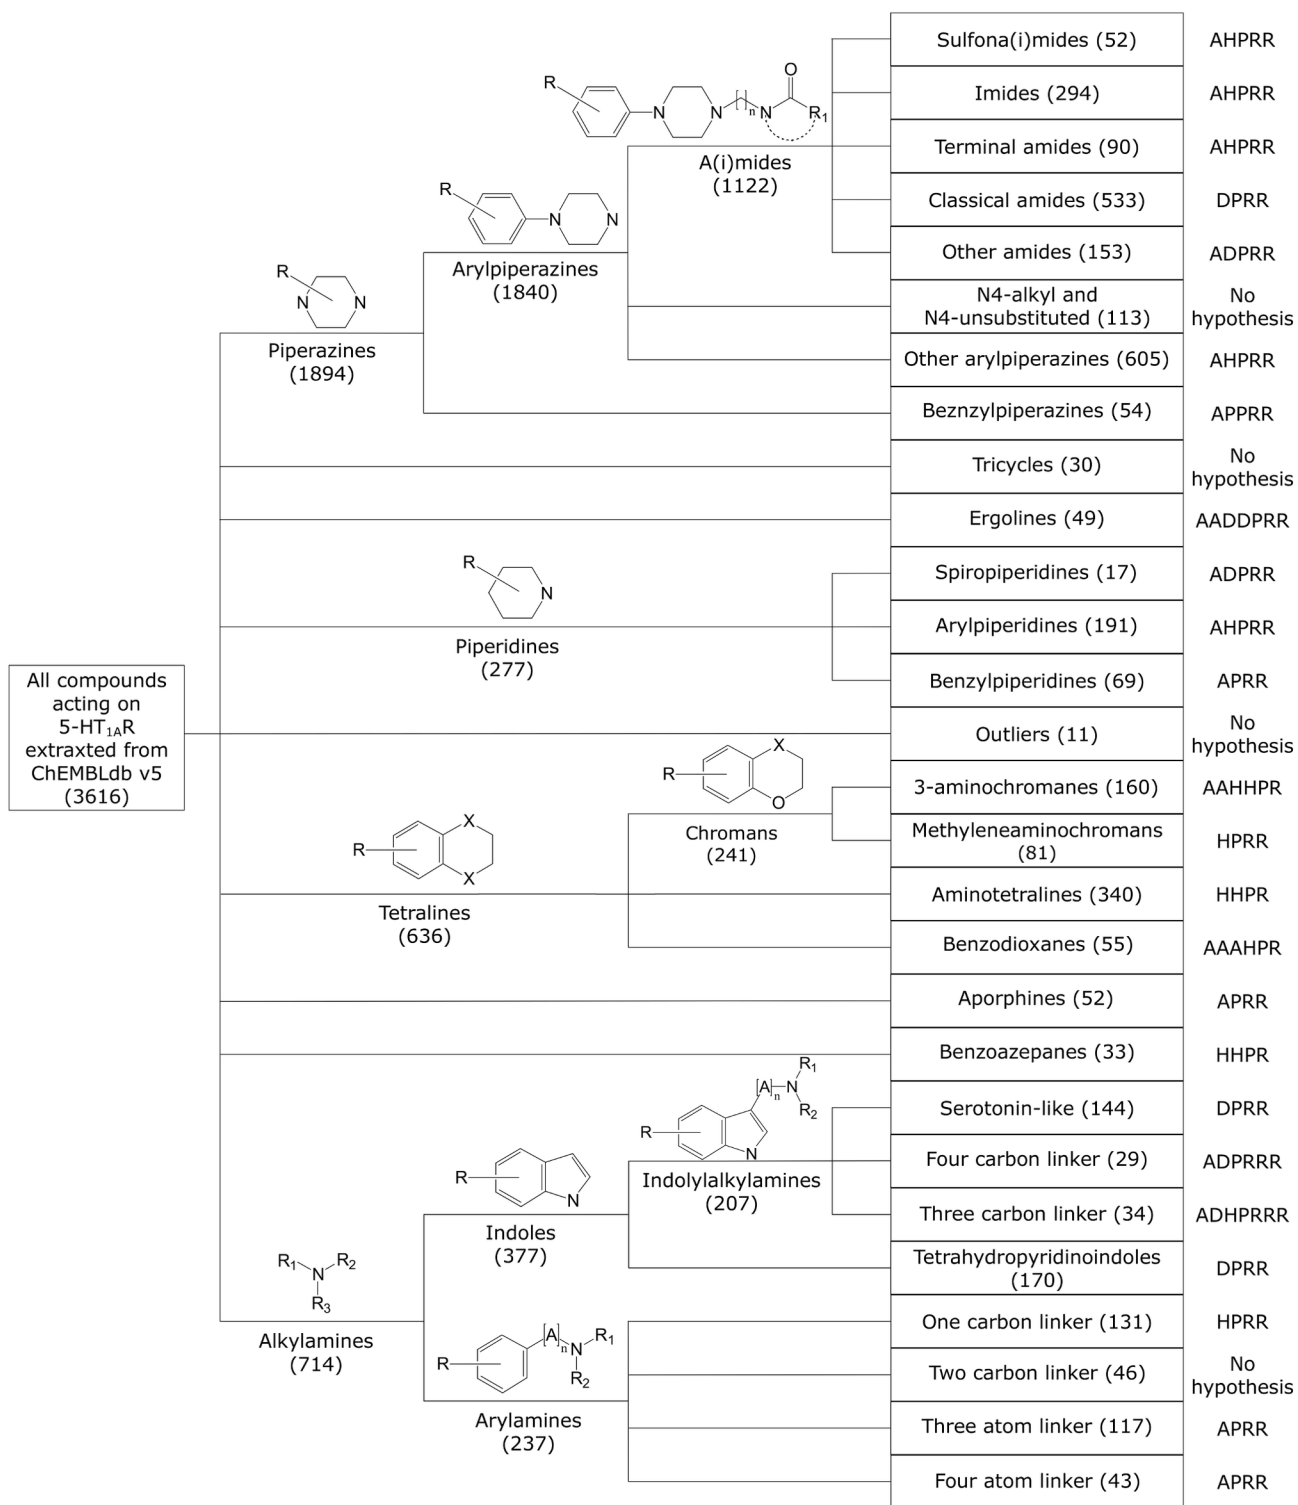 Sulfona(i)mides (52) AHPRR
Imides (294) AHPRR
Terminal amides (90) AHPRR
Classical amides (533) DPRR
Other amides (153) ADPRR
N4-alkyl and
N4-unsubstituted (113)
No
hypothesis
Other arylpiperazines (605) AHPRR
Beznzylpiperazines (54) APPRR
Tricycles (30)
No
hypothesis
Ergolines (49) AADDPRR
Spiropiperidines (17) ADPRR
Arylpiperidines (191) AHPRR
Benzylpiperidines (69) APRR
Outliers (11)
No
hypothesis
3-aminochromanes (160) AAHHPR
Methyleneaminochromans
(81)
HPRR
Aminotetralines (340) HHPR
Benzodioxanes (55) AAAHPR
Aporphines (52) APRR
Benzoazepanes (33) HHPR
Serotonin-like (144) DPRR
Four carbon linker (29) ADPRRR
Three carbon linker (34) ADHPRRR
Tetrahydropyridinoindoles
(170)
DPRR
One carbon linker (131) HPRR
Two carbon linker (46)
No
hypothesis
Three atom linker (117) APRR
Four atom linker (43) APRR
R N N [ ]n N O R1
A(i)mides
(1122)
R N N
Arylpiperazines
(1840)
R N N
Piperazines
(1894)
R N
Piperidines
(277)
All compounds
acting on
5-HT1AR
extraxted from
ChEMBLdb v5
(3616)
R X O
Chromans
(241)
R X X
Tetralines
(636)
R [A]n N R1 R2 N
Indolylalkylamines
(207)
R N
Indoles
(377)
R1 N R2 R3
Alkylamines
(714)
R [A]n N R1 R2
Arylamines
(237)